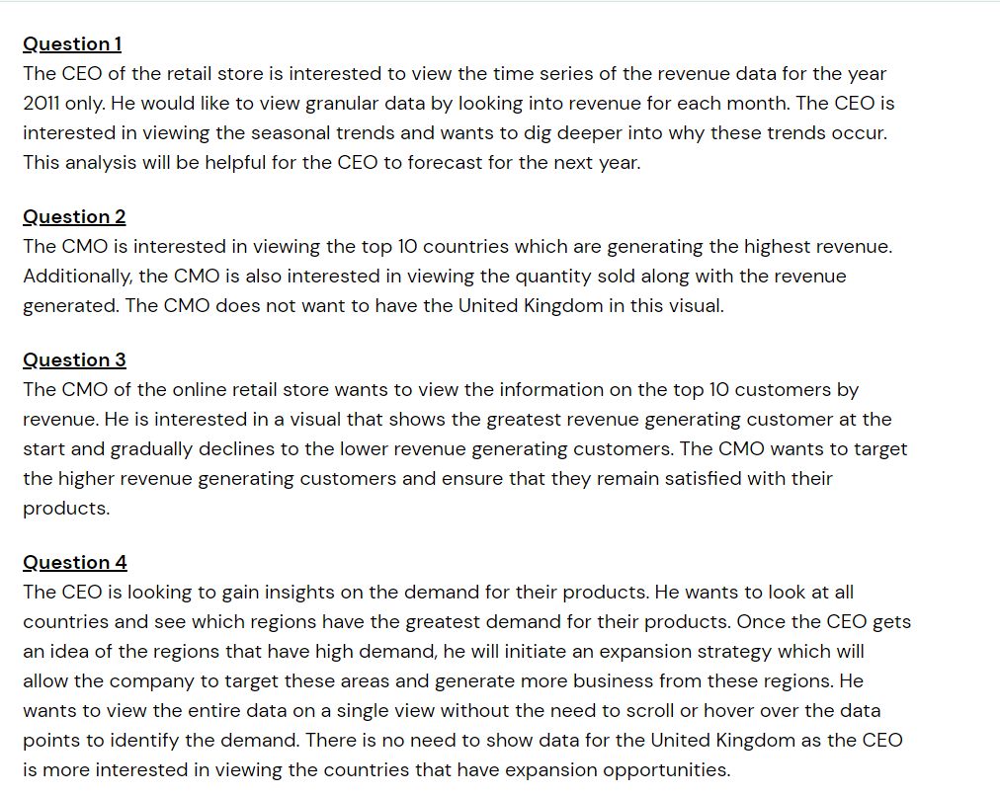 Question 1
The CEO of the retail store is interested to view the time series of the revenue data for the year
2011 only. He would like to view granular data by looking into revenue for each month. The CEO is
interested in viewing the seasonal trends and wants to dig deeper into why these trends occur.
This analysis will be helpful for the CEO to forecast for the next year.
Question 2
The CMO is interested in viewing the top 10 countries which are generating the highest revenue.
Additionally, the CMO is also interested in viewing the quantity sold along with the revenue
generated. The CMO does not want to have the United Kingdom in this visual.
Question 3
The CMO of the online retail store wants to view the information on the top 10 customers by
revenue. He is interested in a visual that shows the greatest revenue generating customer at the
start and gradually declines to the lower revenue generating customers. The CMO wants to target
the higher revenue generating customers and ensure that they remain satisfied with their
products.
Question 4
The CEO is looking to gain insights on the demand for their products. He wants to look at all
countries and see which regions have the greatest demand for their products. Once the CEO gets
an idea of the regions that have high demand, he will initiate an expansion strategy which will
allow the company to target these areas and generate more business from these regions. He
wants to view the entire data on a single view without the need to scroll or hover over the data
points to identify the demand. There is no need to show data for the United Kingdom as the CEO
is more interested in viewing the countries that have expansion opportunities.